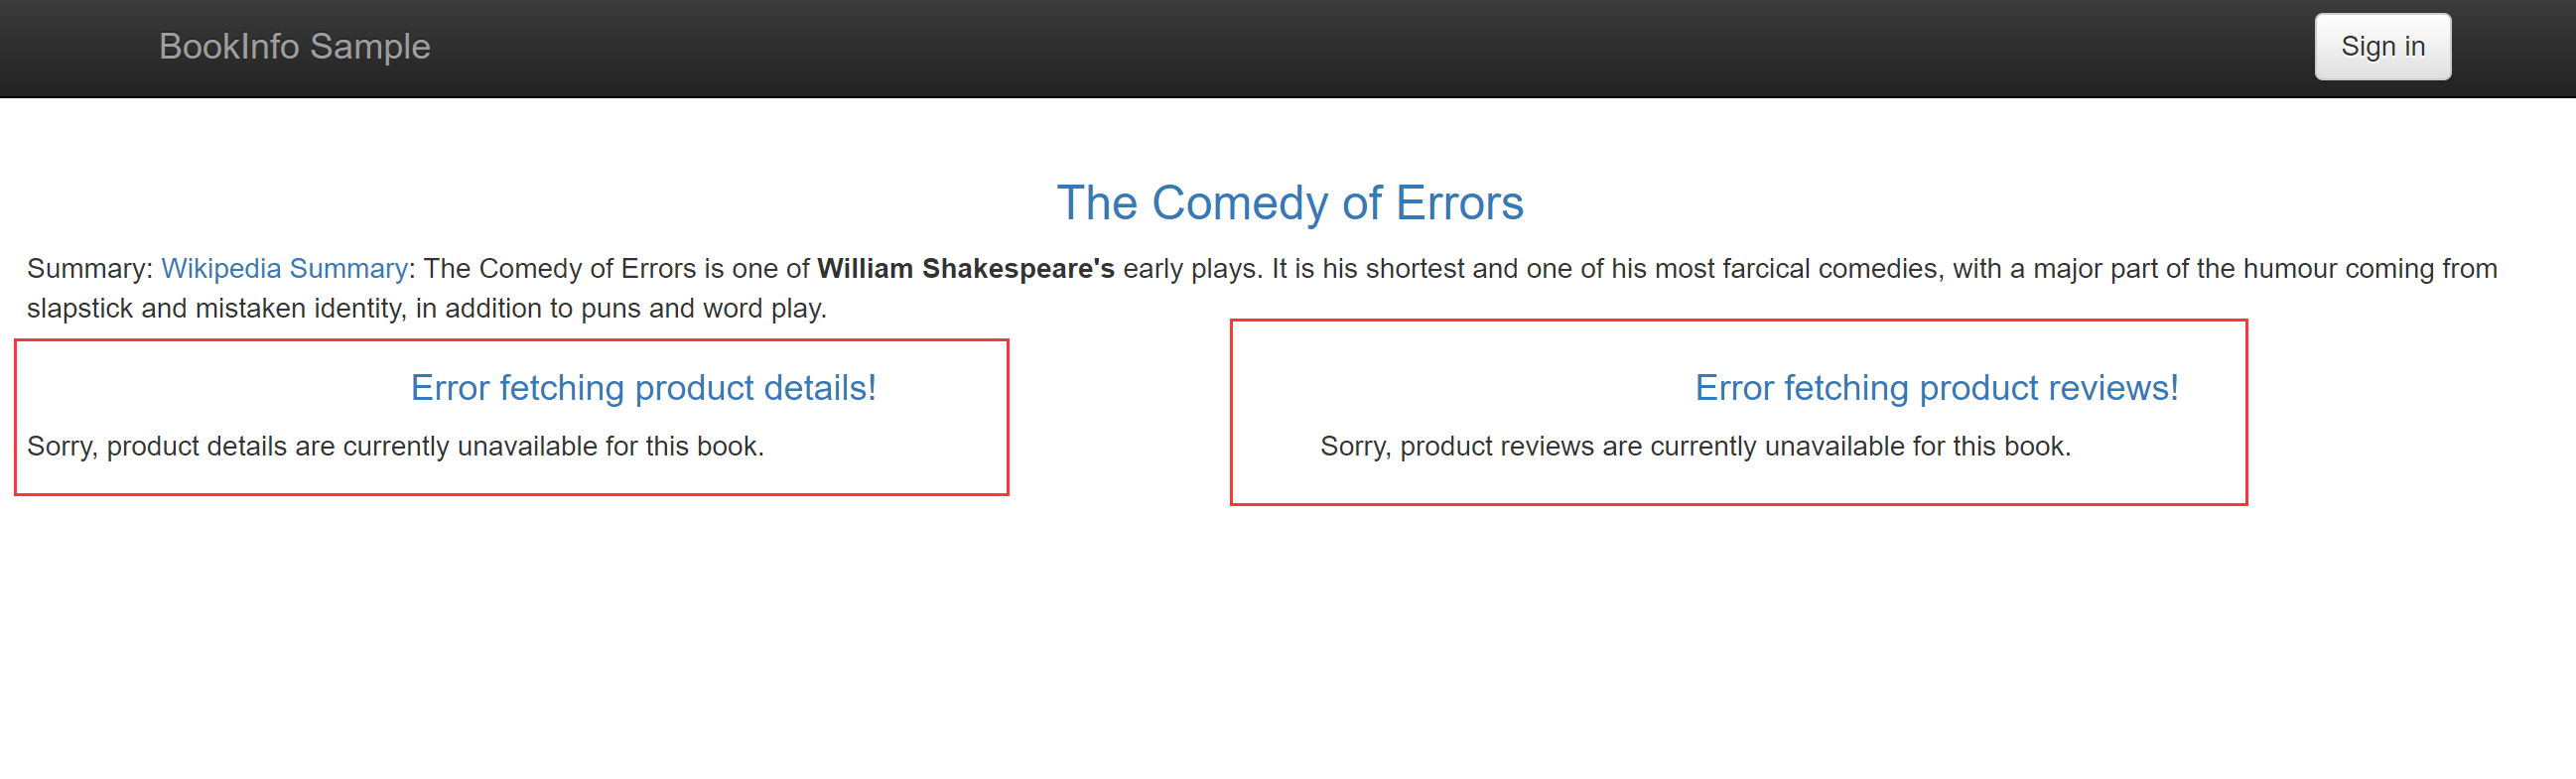 BookInfo Sample
Sign in
The Comedy of Errors
Summary: Wikipedia Summary: The Comedy of Errors is one of William Shakespeare's early plays. It is his shortest and one of his most farcical comedies, with a major part of the humour coming from
slapstick and mistaken identity, in addition to puns and word play.
Error fetching product details!
Sorry, product details are currently unavailable for this book.
Error fetching product reviews!
Sorry, product reviews are currently unavailable for this book.